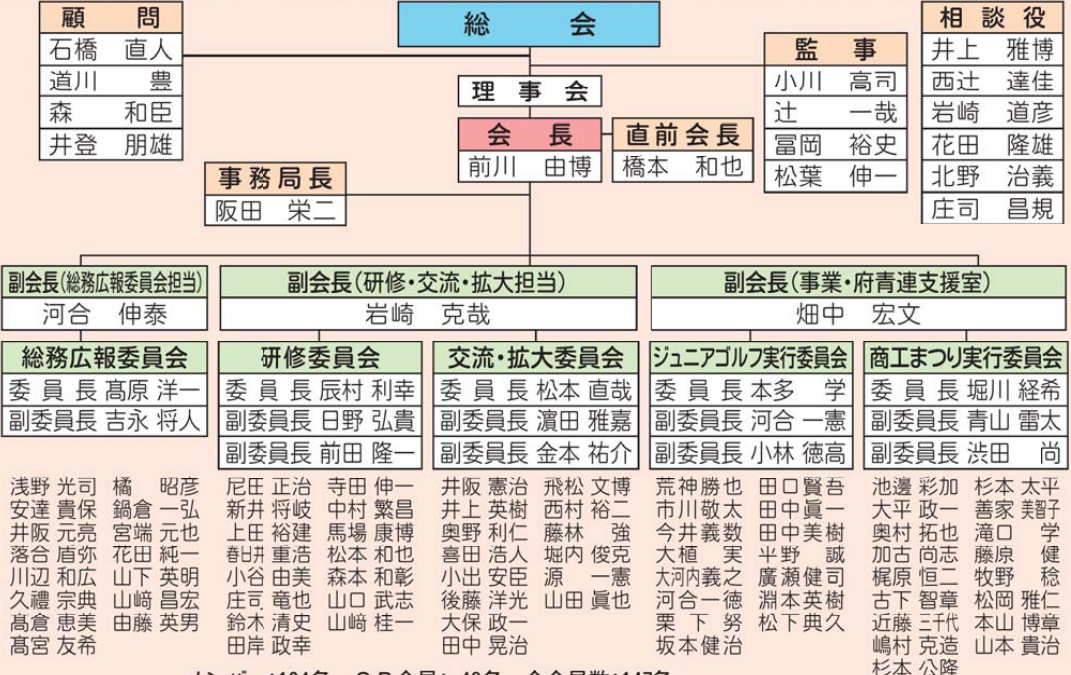 総　会
顧　問
石橋　直人
道川　豊
森　和臣
井登　朋雄
相談役
井上　雅博
西辻　達佳
岩崎　道彦
花田　隆雄
北野　治義
庄司　昌規
監　事
小川　高司
辻　一哉
冨岡　裕史
松葉　伸一
理事会
会　長
前川　由博
直前会長
橋本　和也
事務局長
阪田　栄二
副会長(総務広報委員会担当)
河合　伸泰
副会長(研修・交流・拡大担当)
岩崎　克哉
副会長(事業・府青連支援室)
畑中　宏文
総務広報委員会
委員長 髙原 洋一
副委員長 吉永 将人
浅野 光司　橘　昭彦
安達 貴保　鍋倉 一弘
井阪 元亮　宮端 元也
落合 盾弥　花田 純一
川辺 和広　山下 英明
久禮 宗典　山﨑 昌宏
髙倉 恵美　由藤 英男
髙宮 友希
研修委員会
委員長 辰村 利幸
副委員長 日野 弘貴
副委員長 前田 隆一
尼田 正治　寺田 伸一
新井 将岐　中村 繁昌
上田 裕建　馬場 康博
春日井 重浩　松本 和也
小谷 由美　森本 和彰
庄司 竜也　山口 武志
鈴木 清史　山﨑 桂一
田岸 政幸
交流・拡大委員会
委員長 松本 直哉
副委員長 濵田 雅嘉
副委員長 金本 祐介
井阪 憲治　飛松 文博
井上 英樹　西村 裕二
奥野 利仁　藤林　強
喜田 浩人　堀内 俊克
小出 安臣　源　一憲
後藤 洋光　山田 眞也
大保 政一
田中 晃治
ジュニアゴルフ実行委員会
委員長 本多　学
副委員長 河合 一憲
副委員長 小林 徳高
荒神勝也　田口賢吾
市川敬太　田中眞一
今井義数　田中美樹
大植　実　平野　誠
大河内義之　廣瀬健司
河合一徳　淵本英樹
栗下　努　松下典久
坂本健治
商工まつり実行委員会
委員長 堀川 経希
副委員長 青山 雷太
副委員長 渋田　尚
池邊 彩加　杉本 太平
大平 政一　善家 美智子
奥村 拓也　滝口　学
加古 尚志　藤原　健
梶原 恒二　牧野　稔
古下 智章　松岡 雅仁
近藤 三千代　本山 博章
嶋村 克造　山本 貴治
杉本 公隆